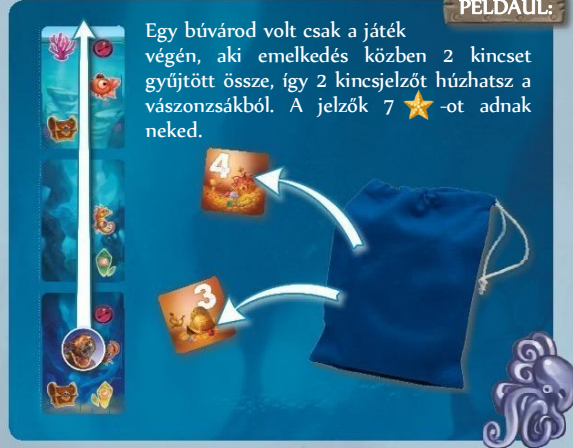 PÉLDÁUL:
Egy búvárod volt csak a játék
végén, aki emelkedés közben 2 kincset
gyűjtött össze, így 2 kincsjelzőt húzhatsz a
vászonzsákból. A jelzők 7 -ot adnak
neked.
4
3